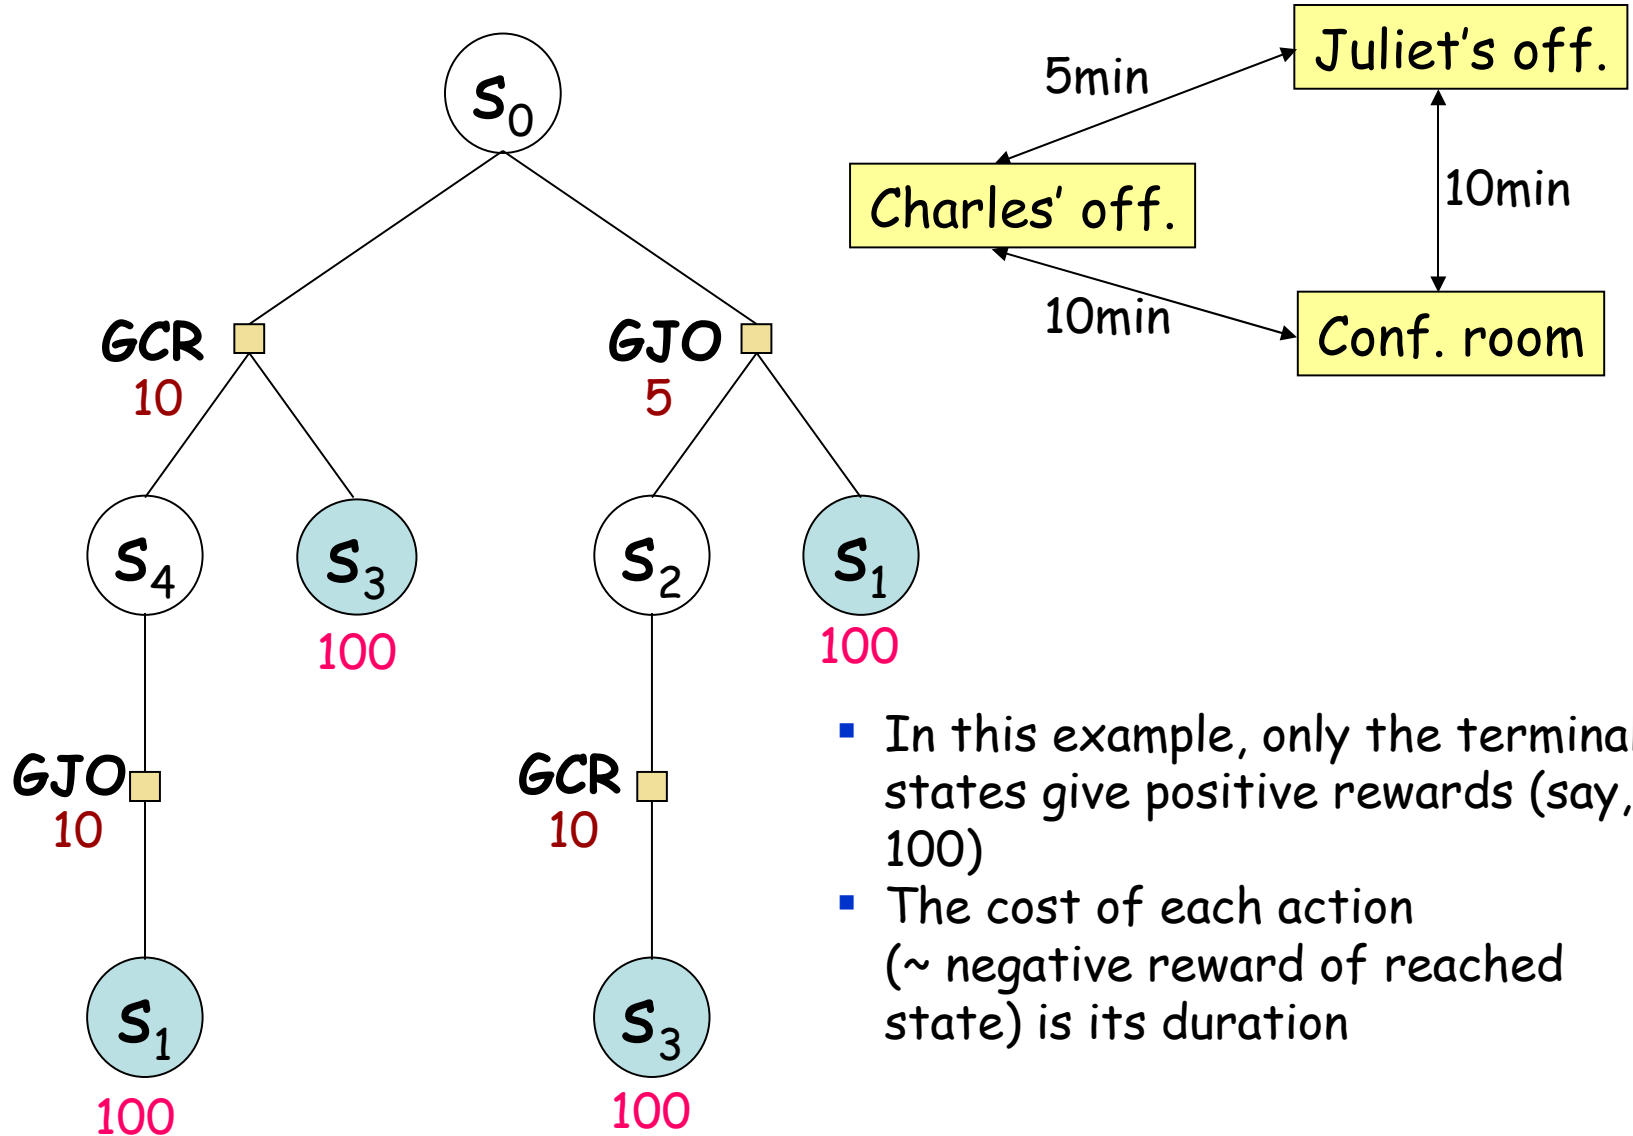 S0
GCR
10
GJO
5
S4
S3
100
S2
S1
100
GJO
10
GCR
10
S1
100
S3
100
Juliet's off.
5min
Charles' off.
10min
10min
Conf. room
▪ In this example, only the terminal
states give positive rewards (say,
100)
▪ The cost of each action
(~ negative reward of reached
state) is its duration